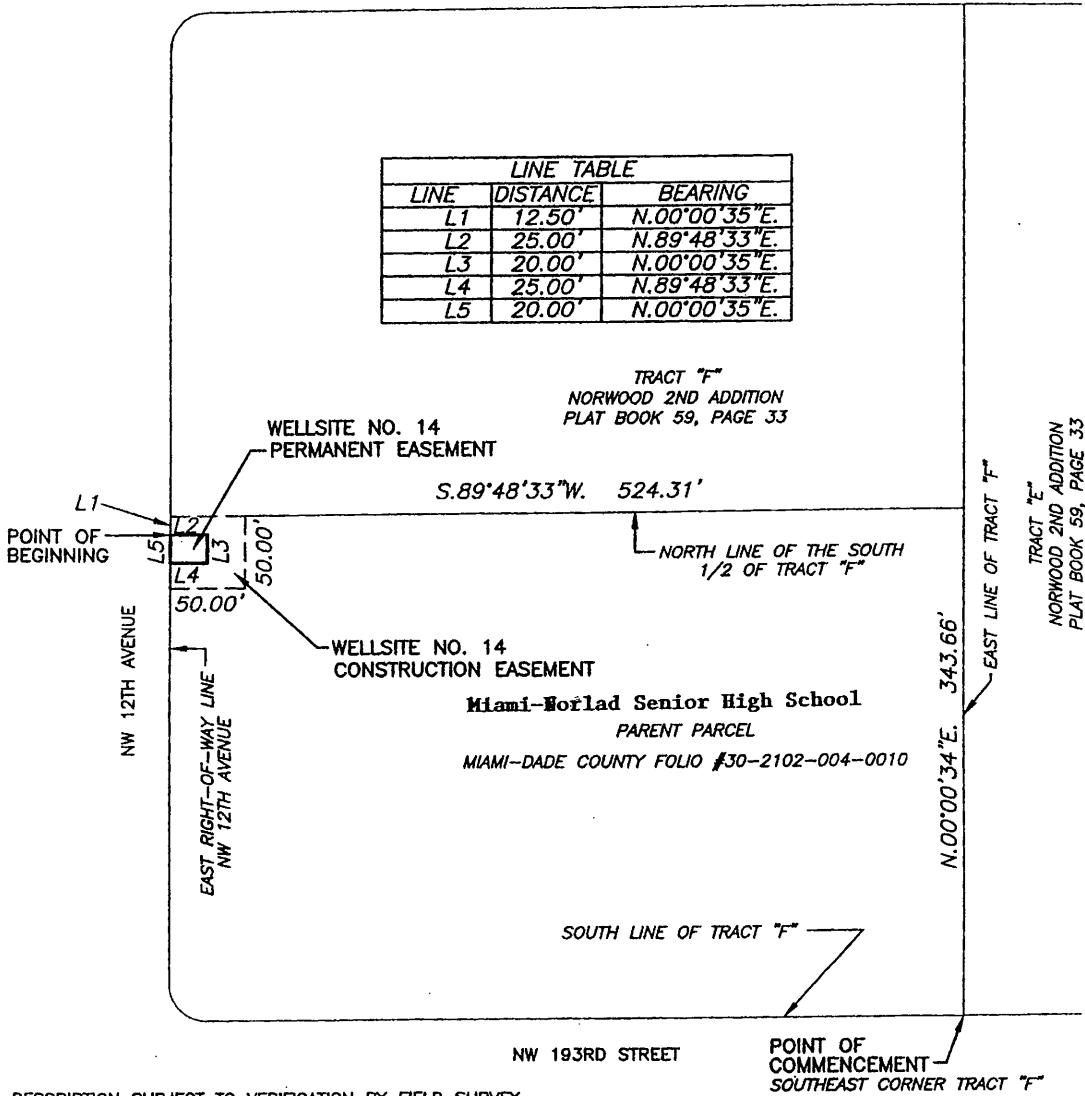 LINE TABLE
LINE DISTANCE BEARING
L1 12.50' N.00°00'35"E.
L2 25.00' N.89°48'33"E.
L3 20.00' N.00°00'35"E.
L4 25.00' N.89°48'33"E.
L5 20.00' N.00°00'35"E.
TRACT "F"
NORWOOD 2ND ADDITION
PLAT BOOK 59, PAGE 33
WELLSITE NO. 14
PERMANENT EASEMENT
S.89°48'33"W. 524.31'
L1
L2
POINT OF
BEGINNING
L5
L3
L4
50.00'
50.00'
NORTH LINE OF THE SOUTH
1/2 OF TRACT "F"
EAST LINE OF TRACT "F"
TRACT "E"
NORWOOD 2ND ADDITION
PLAT BOOK 59, PAGE 33
NW 12TH AVENUE
EAST RIGHT-OF-WAY LINE
NW 12TH AVENUE
WELLSITE NO. 14
CONSTRUCTION EASEMENT
Miami-Norlad Senior High School
PARENT PARCEL
MIAMI-DADE COUNTY FOLIO #30-2102-004-0010
N.00°00'34"E. 343.66'
SOUTH LINE OF TRACT "F"
NW 193RD STREET
POINT OF
COMMENCEMENT
SOUTHEAST CORNER TRACT "F"
DESCRIPTION SUBJECT TO VERIFICATION BY FIELD SURVEY